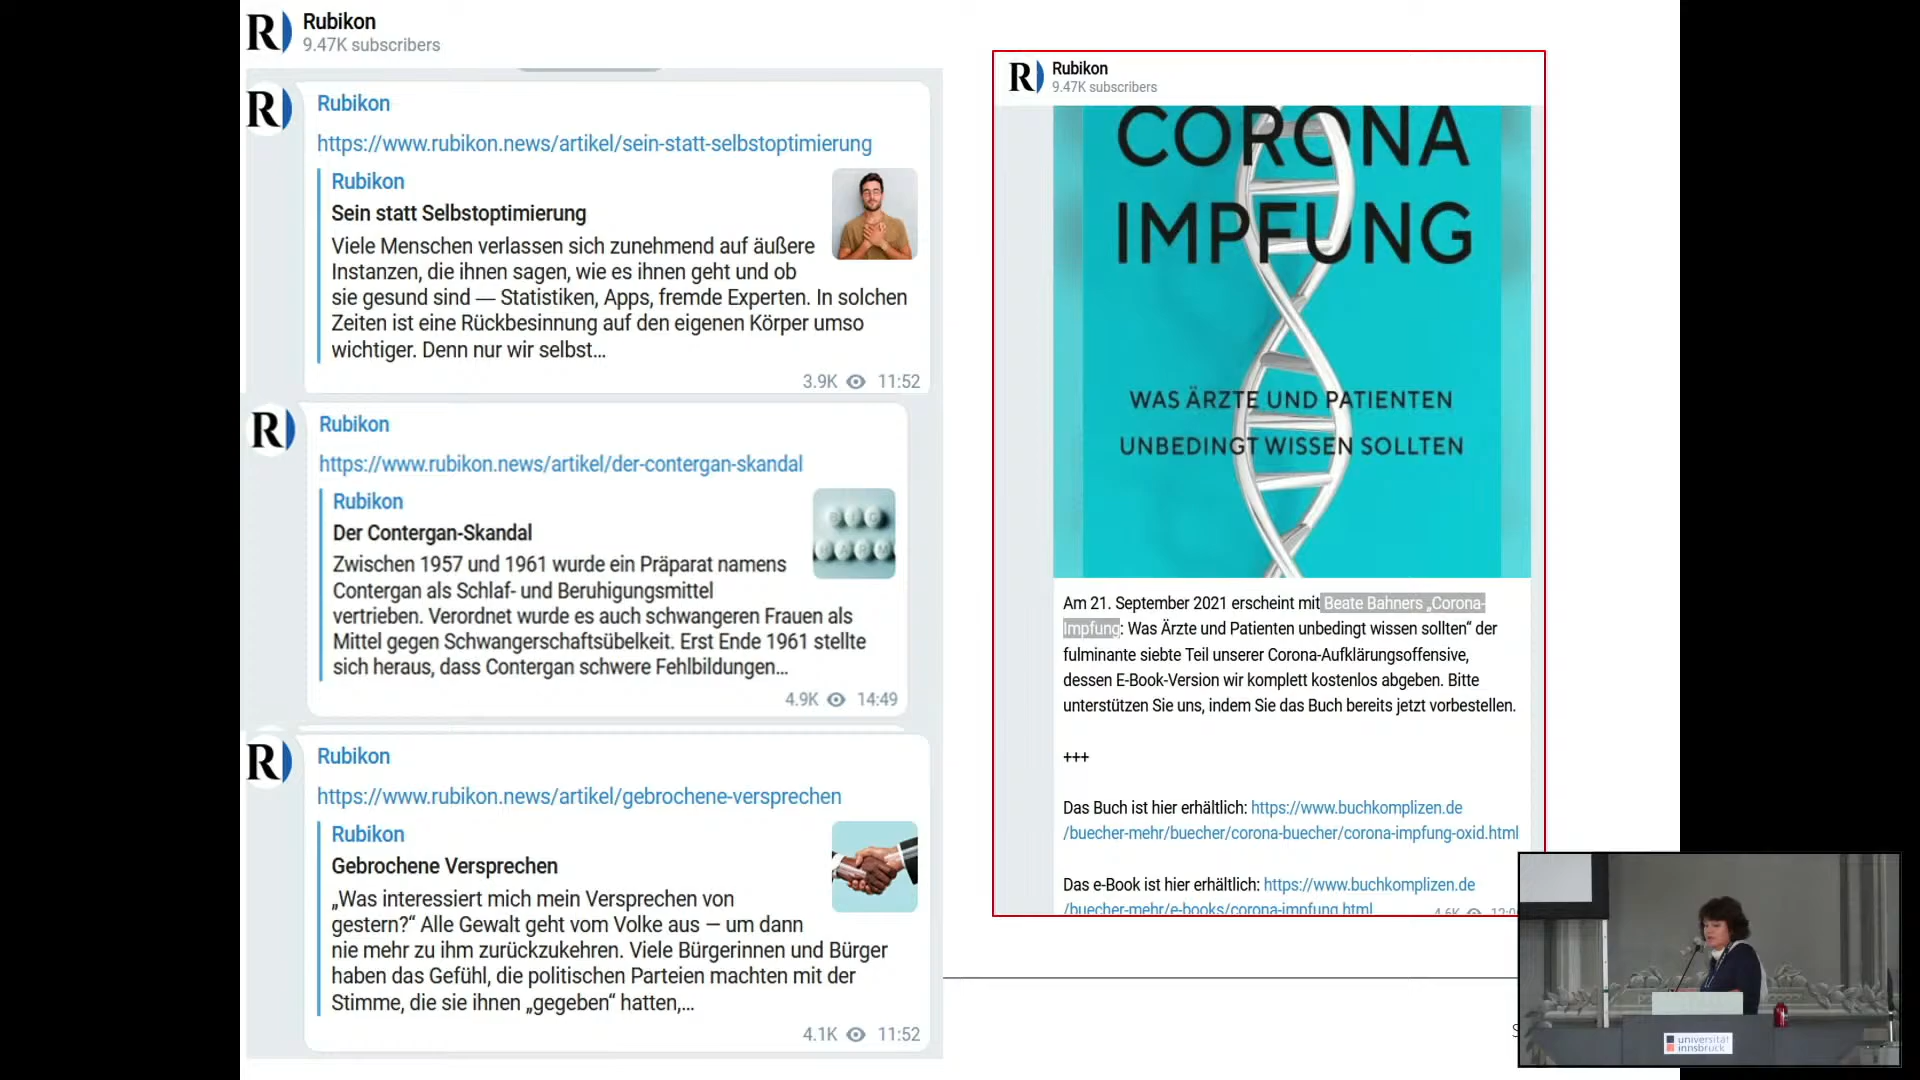 Rubikon
9.47K subscribers
Rubikon
https://www.rubikon.news/artikel/sein-statt-selbstoptimierung
Rubikon
Sein statt Selbstoptimierung
Viele Menschen verlassen sich zunehmend auf äußere
Instanzen, die ihnen sagen, wie es ihnen geht und ob
sie gesund sind — Statistiken, Apps, fremde Experten. In solchen
Zeiten ist eine Rückbesinnung auf den eigenen Körper umso
wichtiger. Denn nur wir selbst...
3.9K 11:52
Rubikon
https://www.rubikon.news/artikel/der-contergan-skandal
Rubikon
Der Contergan-Skandal
Zwischen 1957 und 1961 wurde ein Präparat namens
Contergan als Schlaf- und Beruhigungsmittel
vertrieben. Verordnet wurde es auch schwangeren Frauen als
Mittel gegen Schwangerschaftsübelkeit. Erst Ende 1961 stellte
sich heraus, dass Contergan schwere Fehlbildungen...
4.9K 14:49
Rubikon
https://www.rubikon.news/artikel/gebrochene-versprechen
Rubikon
Gebrochene Versprechen
„Was interessiert mich mein Versprechen von
gestern?“ Alle Gewalt geht vom Volke aus — um dann
nie mehr zu ihm zurückzukehren. Viele Bürgerinnen und Bürger
haben das Gefühl, die politischen Parteien machten mit der
Stimme, die sie ihnen „gegeben“ hatten,...
4.1K 11:52
Rubikon
9.47K subscribers
CORONA
IMPFUNG
WAS ÄRZTE UND PATIENTEN
UNBEDINGT WISSEN SOLLTEN
Am 21. September 2021 erscheint mit Beate Bahners „Corona-
Impfung: Was Ärzte und Patienten unbedingt wissen sollten“ der
fulminante siebte Teil unserer Corona-Aufklärungsoffensive,
dessen E-Book-Version wir komplett kostenlos abgeben. Bitte
unterstützen Sie uns, indem Sie das Buch bereits jetzt vorbestellen.
+++
Das Buch ist hier erhältlich: https://www.buchkomplizen.de
/buecher-mehr/buecher/corona-buecher/corona-impfung-oxid.html
Das e-Book ist hier erhältlich: https://www.buchkomplizen.de
/buecher-mehr/e-books/corona-impfung.html
universität
innsbruck